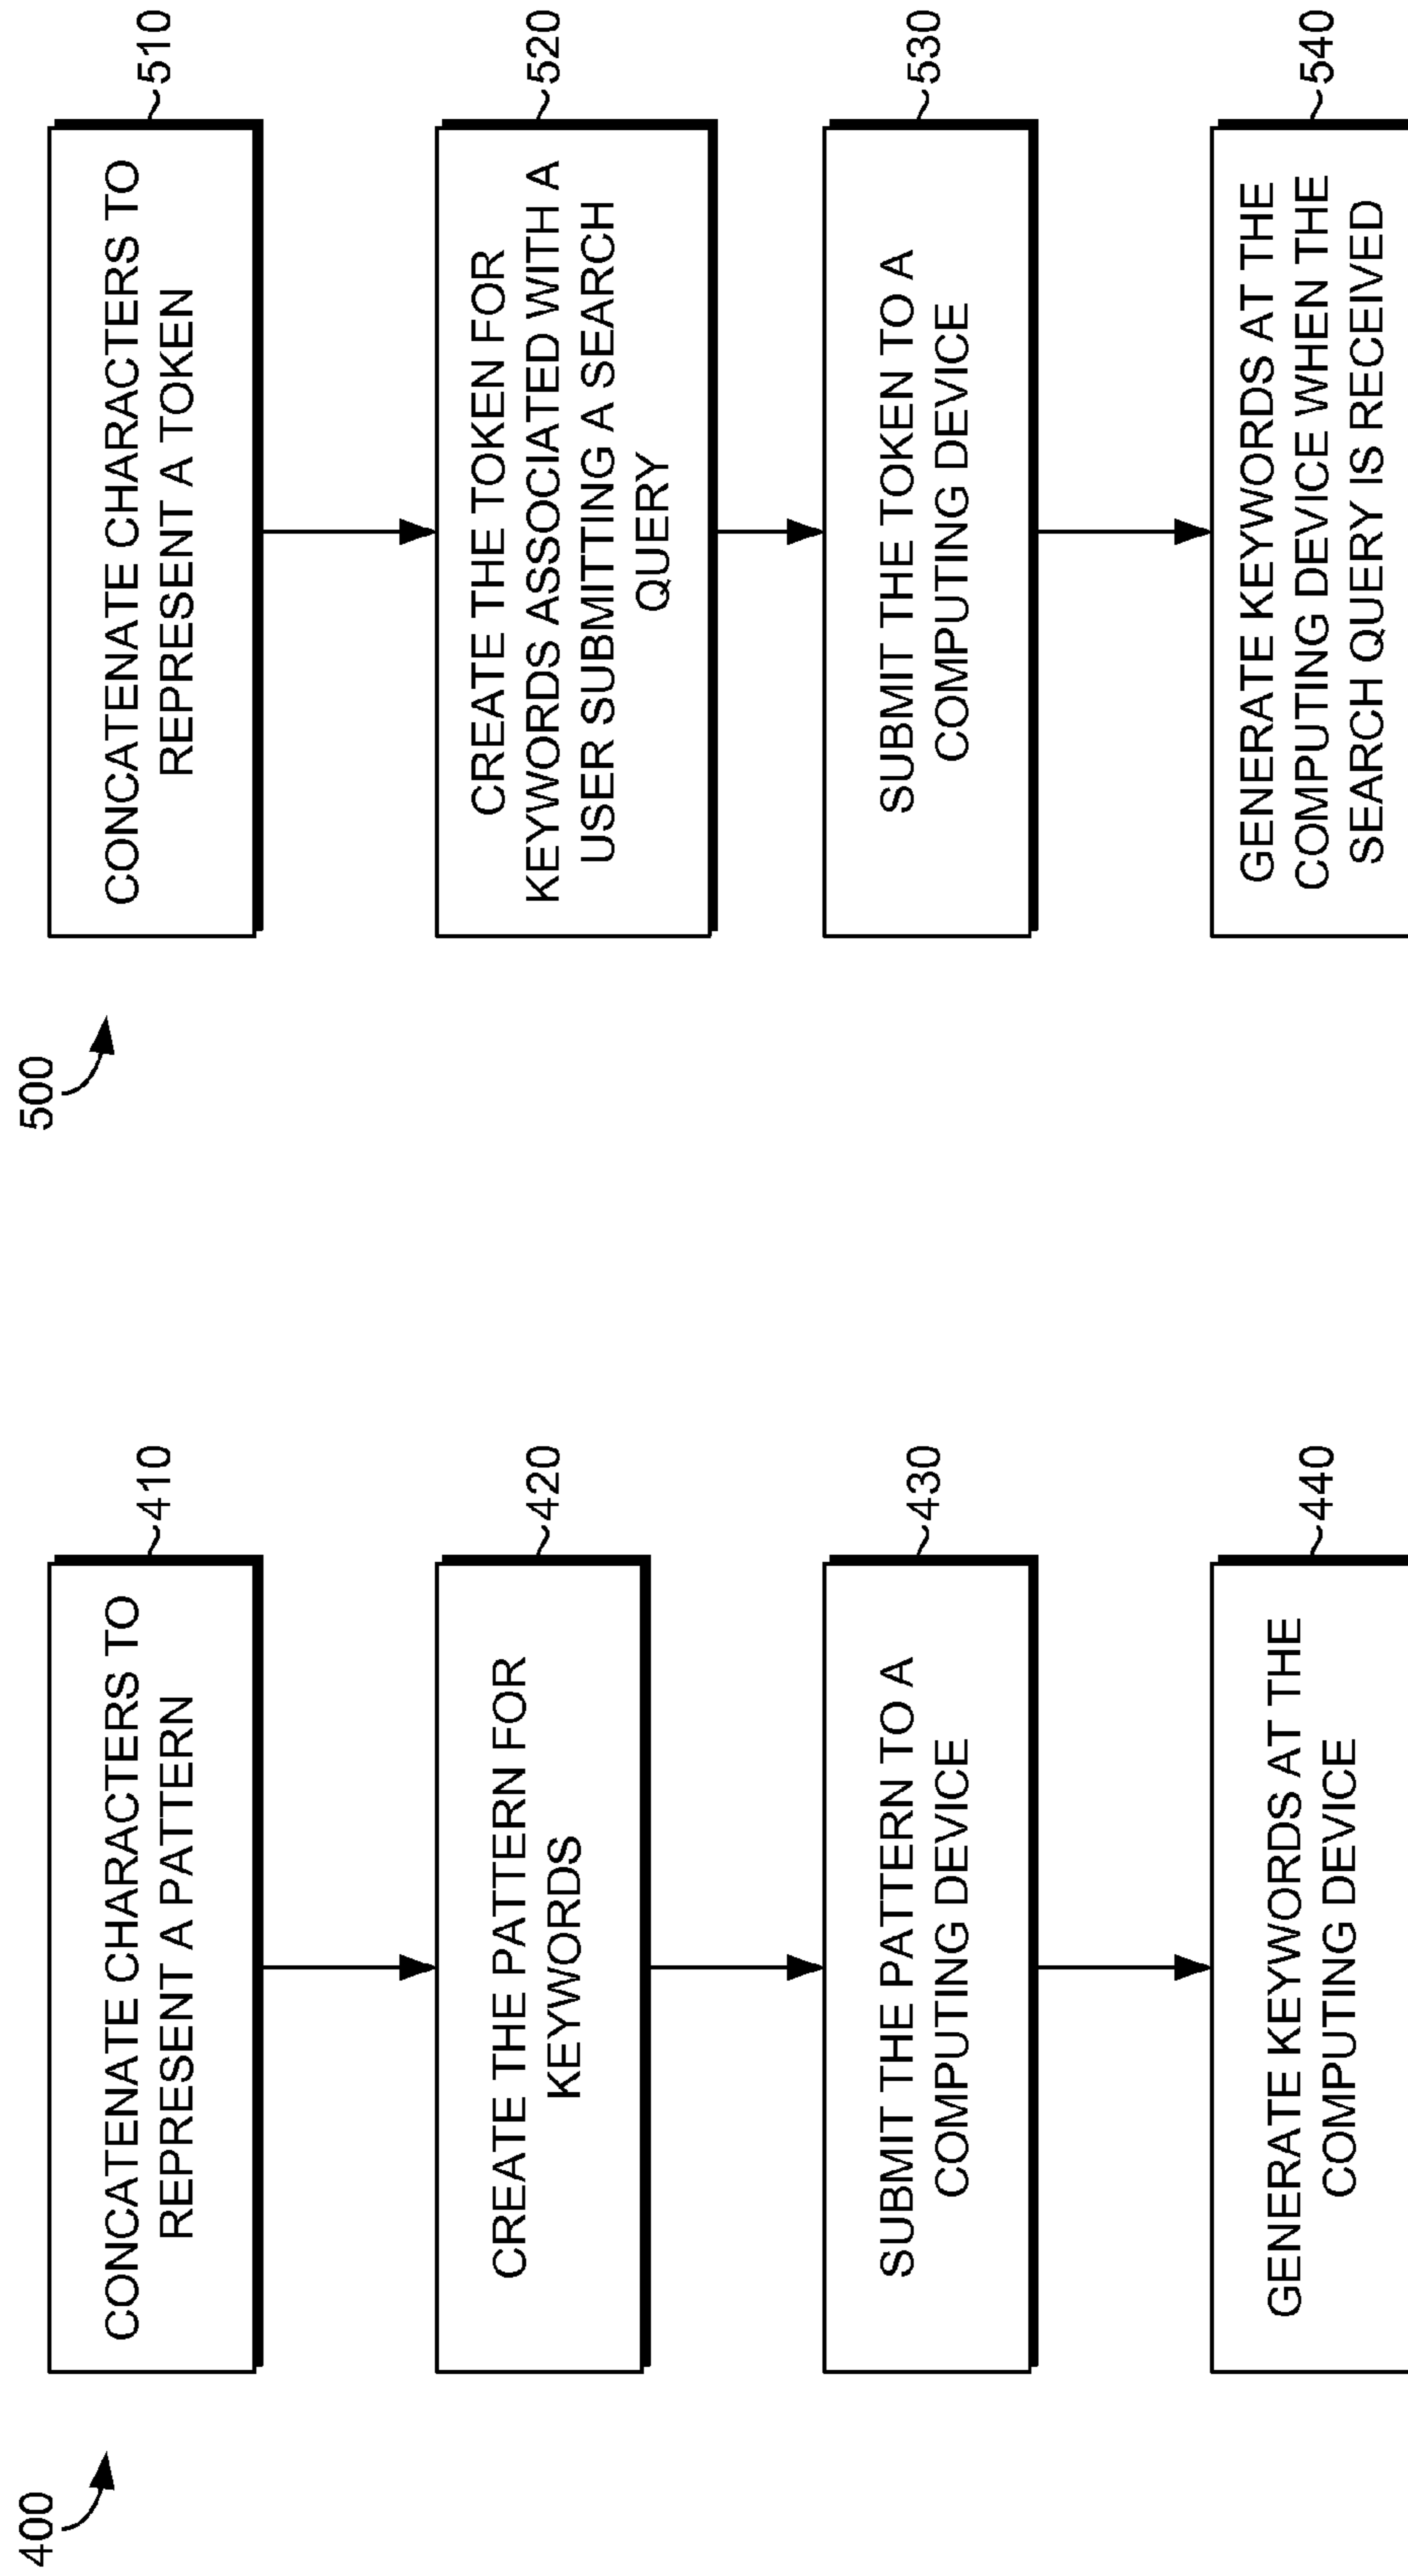 400
CONCATENATE CHARACTERS TO
REPRESENT A PATTERN
~410
CREATE THE PATTERN FOR
KEYWORDS
~420
SUBMIT THE PATTERN TO A
COMPUTING DEVICE
~430
GENERATE KEYWORDS AT THE
COMPUTING DEVICE
~440
500
CONCATENATE CHARACTERS TO
REPRESENT A TOKEN
~510
CREATE THE TOKEN FOR
KEYWORDS ASSOCIATED WITH A
USER SUBMITTING A SEARCH
QUERY
~520
SUBMIT THE TOKEN TO A
COMPUTING DEVICE
~530
GENERATE KEYWORDS AT THE
COMPUTING DEVICE WHEN THE
SEARCH QUERY IS RECEIVED
~540